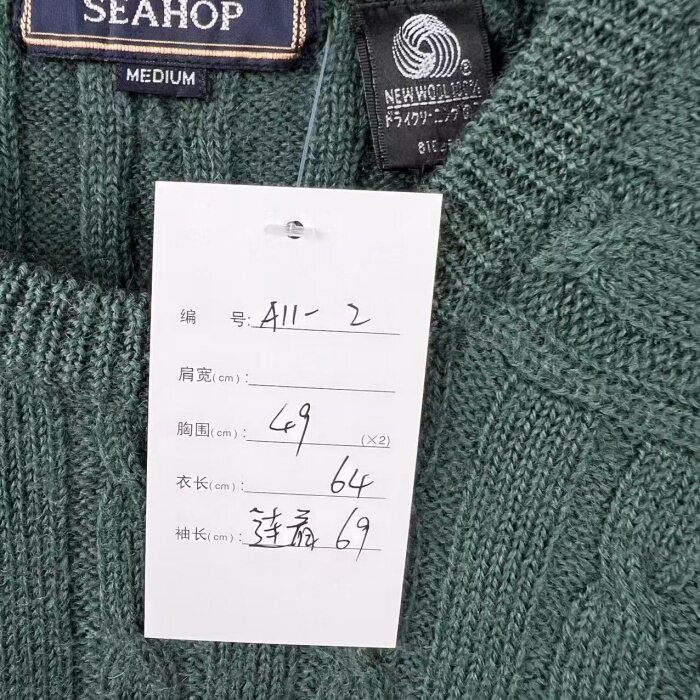 SEAHOP
MEDIUM
NEW WOOL 100%
ドライクリーニング
编 号: A11-2
肩宽(cm):
胸围(cm): 49 (×2)
衣长(cm): 64
袖长(cm): 连肩 69